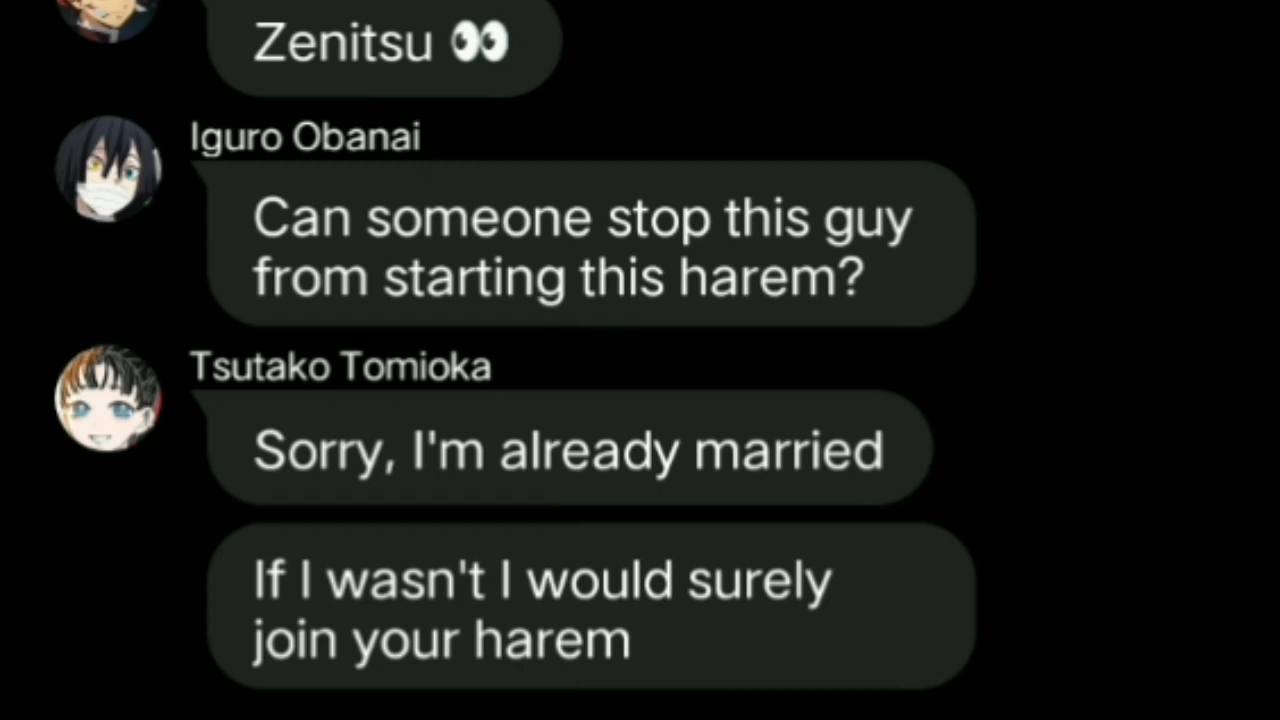 Zenitsu 👀
Iguro Obanai
Can someone stop this guy
from starting this harem?
Tsutako Tomioka
Sorry, I'm already married
If I wasn't I would surely
join your harem